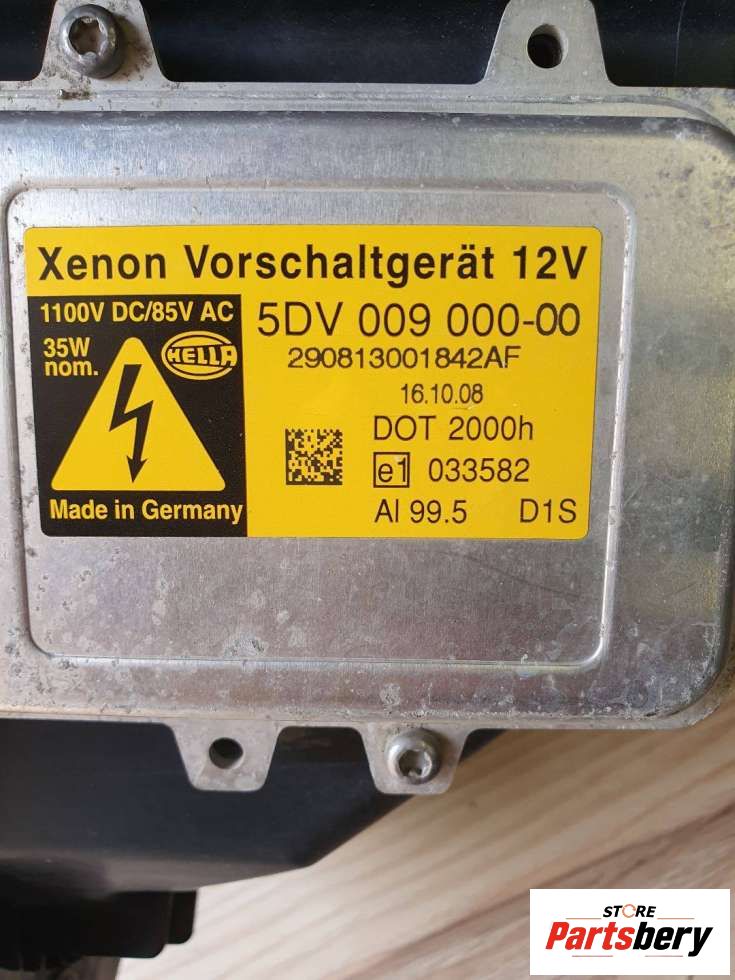 Xenon Vorschaltgerät 12V
1100V DC/85V AC
35W
nom.
HELLA
Made in Germany
5DV 009 000-00
290813001842AF
16.10.08
DOT 2000h
e1 033582
Al 99.5 D1S
STORE
Partsbery